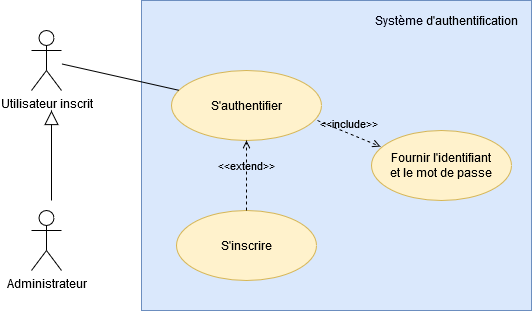 Système d'authentification
Utilisateur inscrit
S'authentifier
<<include>>
Fournir l'identifiant
et le mot de passe
<<extend>>
S'inscrire
Administrateur